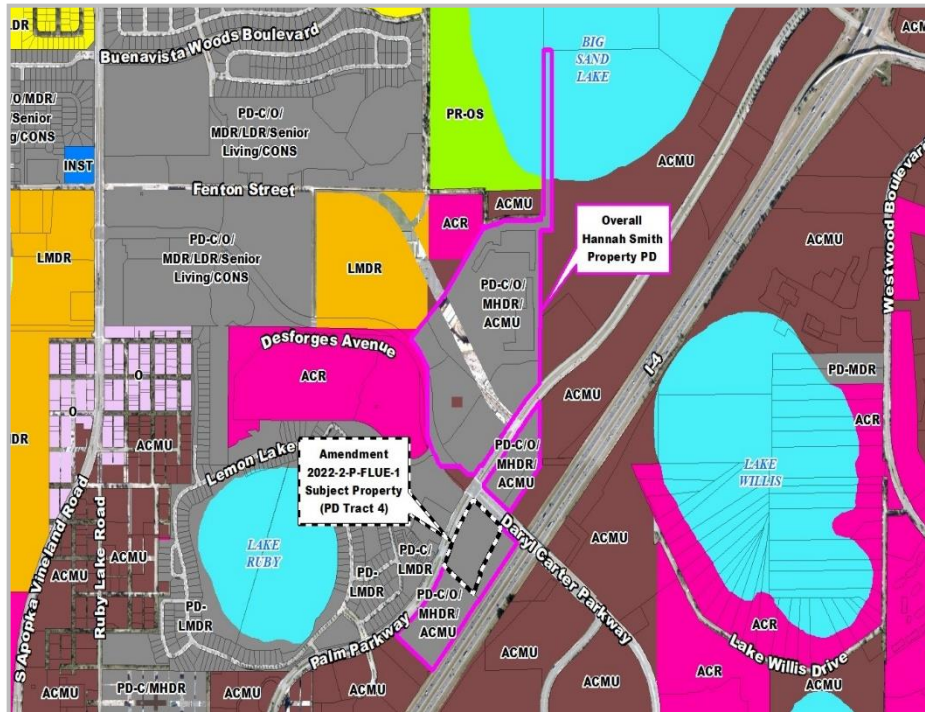 LDR
Buenavista Woods Boulevard
BIG
SAND
LAKE
ACMU
/O/MDR/
/Senior
g/CONS
PD-C/O/
MDR/LDR/Senior
Living/CONS
PR-OS
INST
Fenton Street
ACMU
ACMU
Westwood Boulevard
ACR
Overall
Hannah Smith
Property PD
ACMU
LMDR
PD-C/O/
MDR/LDR/Senior
Living/CONS
LMDR
PD-C/O/
MHDR/
ACMU
Desforges Avenue
ACR
I-4
ACMU
PD-MDR
ACR
O
O
DR
ACMU
Lemon Lake
Amendment
2022-2-P-FLUE-1
Subject Property
(PD Tract 4)
PD-C/O/
MHDR/
ACMU
LAKE
WILLIS
S Apopka Vineland Road
Ruby Lake Road
ACMU
LAKE
RUBY
PD-C/
LMDR
Daryl Carter Parkway
ACMU
ACMU
PD-
LMDR
PD-
LMDR
PD-C/O/
MHDR/
ACMU
Palm Parkway
ACR
ACR
Lake Willis Drive
ACMU
PD-C/MHDR
ACMU
ACMU
ACMU
ACMU